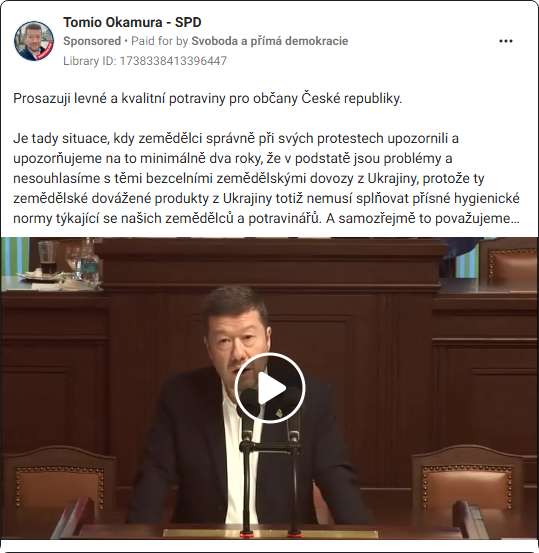 Tomio Okamura - SPD
Sponsored • Paid for by Svoboda a přímá demokracie
Library ID: 1738338413396447
Prosazuji levné a kvalitní potraviny pro občany České republiky.
Je tady situace, kdy zemědělci správně při svých protestech upozornili a
upozorňujeme na to minimálně dva roky, že v podstatě jsou problémy a
nesouhlasíme s těmi bezcelními zemědělskými dovozy z Ukrajiny, protože ty
zemědělské dovážené produkty z Ukrajiny totiž nemusí splňovat přísné hygienické
normy týkající se našich zemědělců a potravinářů. A samozřejmě to považujeme…